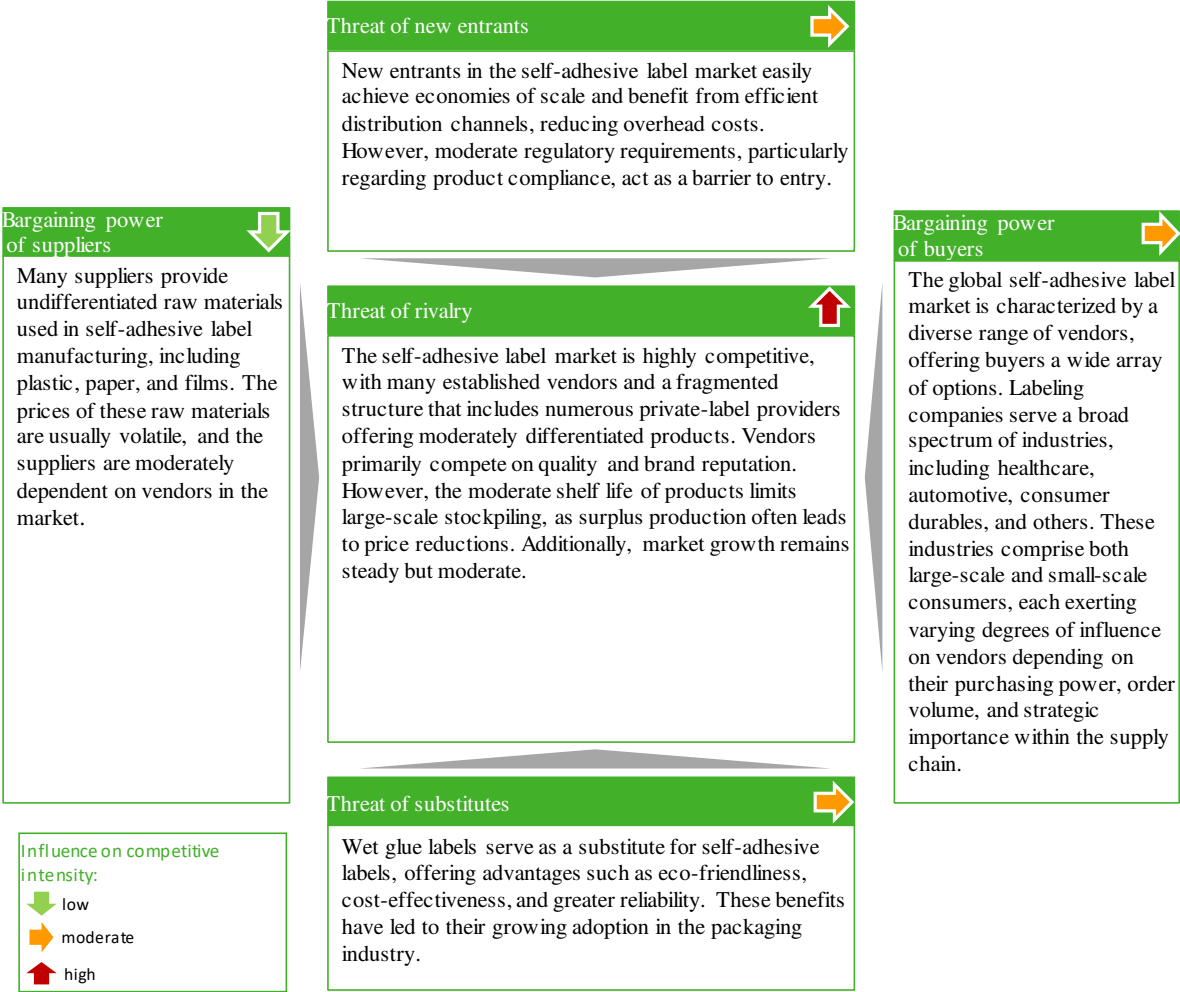 Threat of new entrants
New entrants in the self-adhesive label market easily
achieve economies of scale and benefit from efficient
distribution channels, reducing overhead costs.
However, moderate regulatory requirements, particularly
regarding product compliance, act as a barrier to entry.
Bargaining power
of suppliers
Many suppliers provide
undifferentiated raw materials
used in self-adhesive label
manufacturing, including
plastic, paper, and films. The
prices of these raw materials
are usually volatile, and the
suppliers are moderately
dependent on vendors in the
market.
Threat of rivalry
The self-adhesive label market is highly competitive,
with many established vendors and a fragmented
structure that includes numerous private-label providers
offering moderately differentiated products. Vendors
primarily compete on quality and brand reputation.
However, the moderate shelf life of products limits
large-scale stockpiling, as surplus production often leads
to price reductions. Additionally, market growth remains
steady but moderate.
Bargaining power
of buyers
The global self-adhesive label
market is characterized by a
diverse range of vendors,
offering buyers a wide array
of options. Labeling
companies serve a broad
spectrum of industries,
including healthcare,
automotive, consumer
durables, and others. These
industries comprise both
large-scale and small-scale
consumers, each exerting
varying degrees of influence
on vendors depending on
their purchasing power, order
volume, and strategic
importance within the supply
chain.
Threat of substitutes
Wet glue labels serve as a substitute for self-adhesive
labels, offering advantages such as eco-friendliness,
cost-effectiveness, and greater reliability. These benefits
have led to their growing adoption in the packaging
industry.
Influence on competitive
intensity:
low
moderate
high